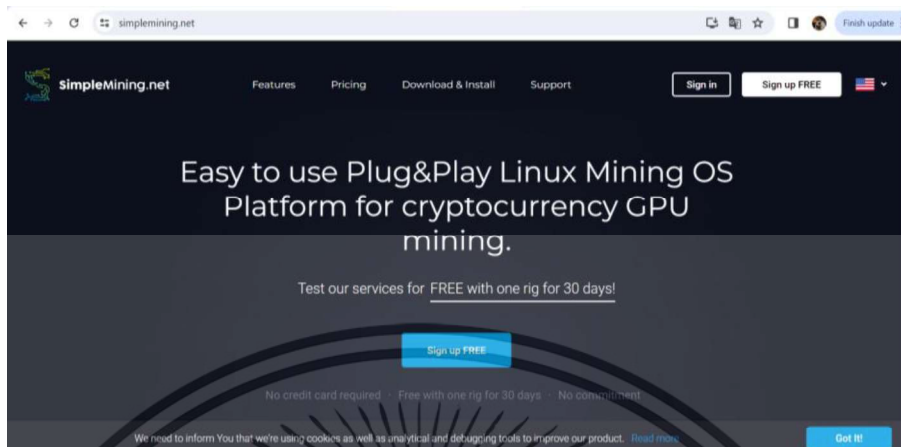 simplemining.net
Finish update
SimpleMining.net
Features Pricing Download & Install Support
Sign in
Sign up FREE
Easy to use Plug&Play Linux Mining OS
Platform for cryptocurrency GPU
mining.
Test our services for FREE with one rig for 30 days!
Sign up FREE
No credit card required · Free with one rig for 30 days · No commitment
We need to inform You that we're using cookies as well as analytical and debugging tools to improve our product. Read more
Got It!